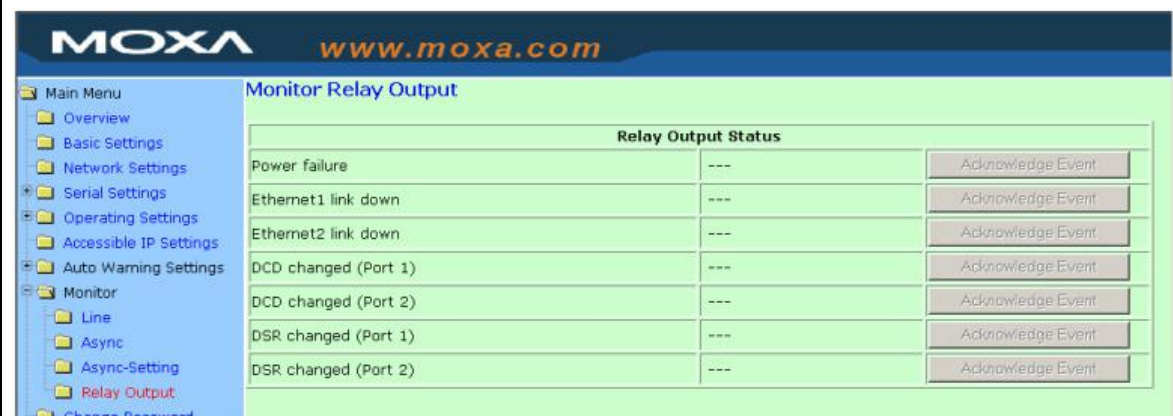 MOXA www.moxa.com
Main Menu
Overview
Basic Settings
Network Settings
Serial Settings
Operating Settings
Accessible IP Settings
Auto Warning Settings
Monitor
Line
Async
Async-Setting
Relay Output
Change Password
Monitor Relay Output
Relay Output Status
Power failure --- Acknowledge Event
Ethernet1 link down --- Acknowledge Event
Ethernet2 link down --- Acknowledge Event
DCD changed (Port 1) --- Acknowledge Event
DCD changed (Port 2) --- Acknowledge Event
DSR changed (Port 1) --- Acknowledge Event
DSR changed (Port 2) --- Acknowledge Event